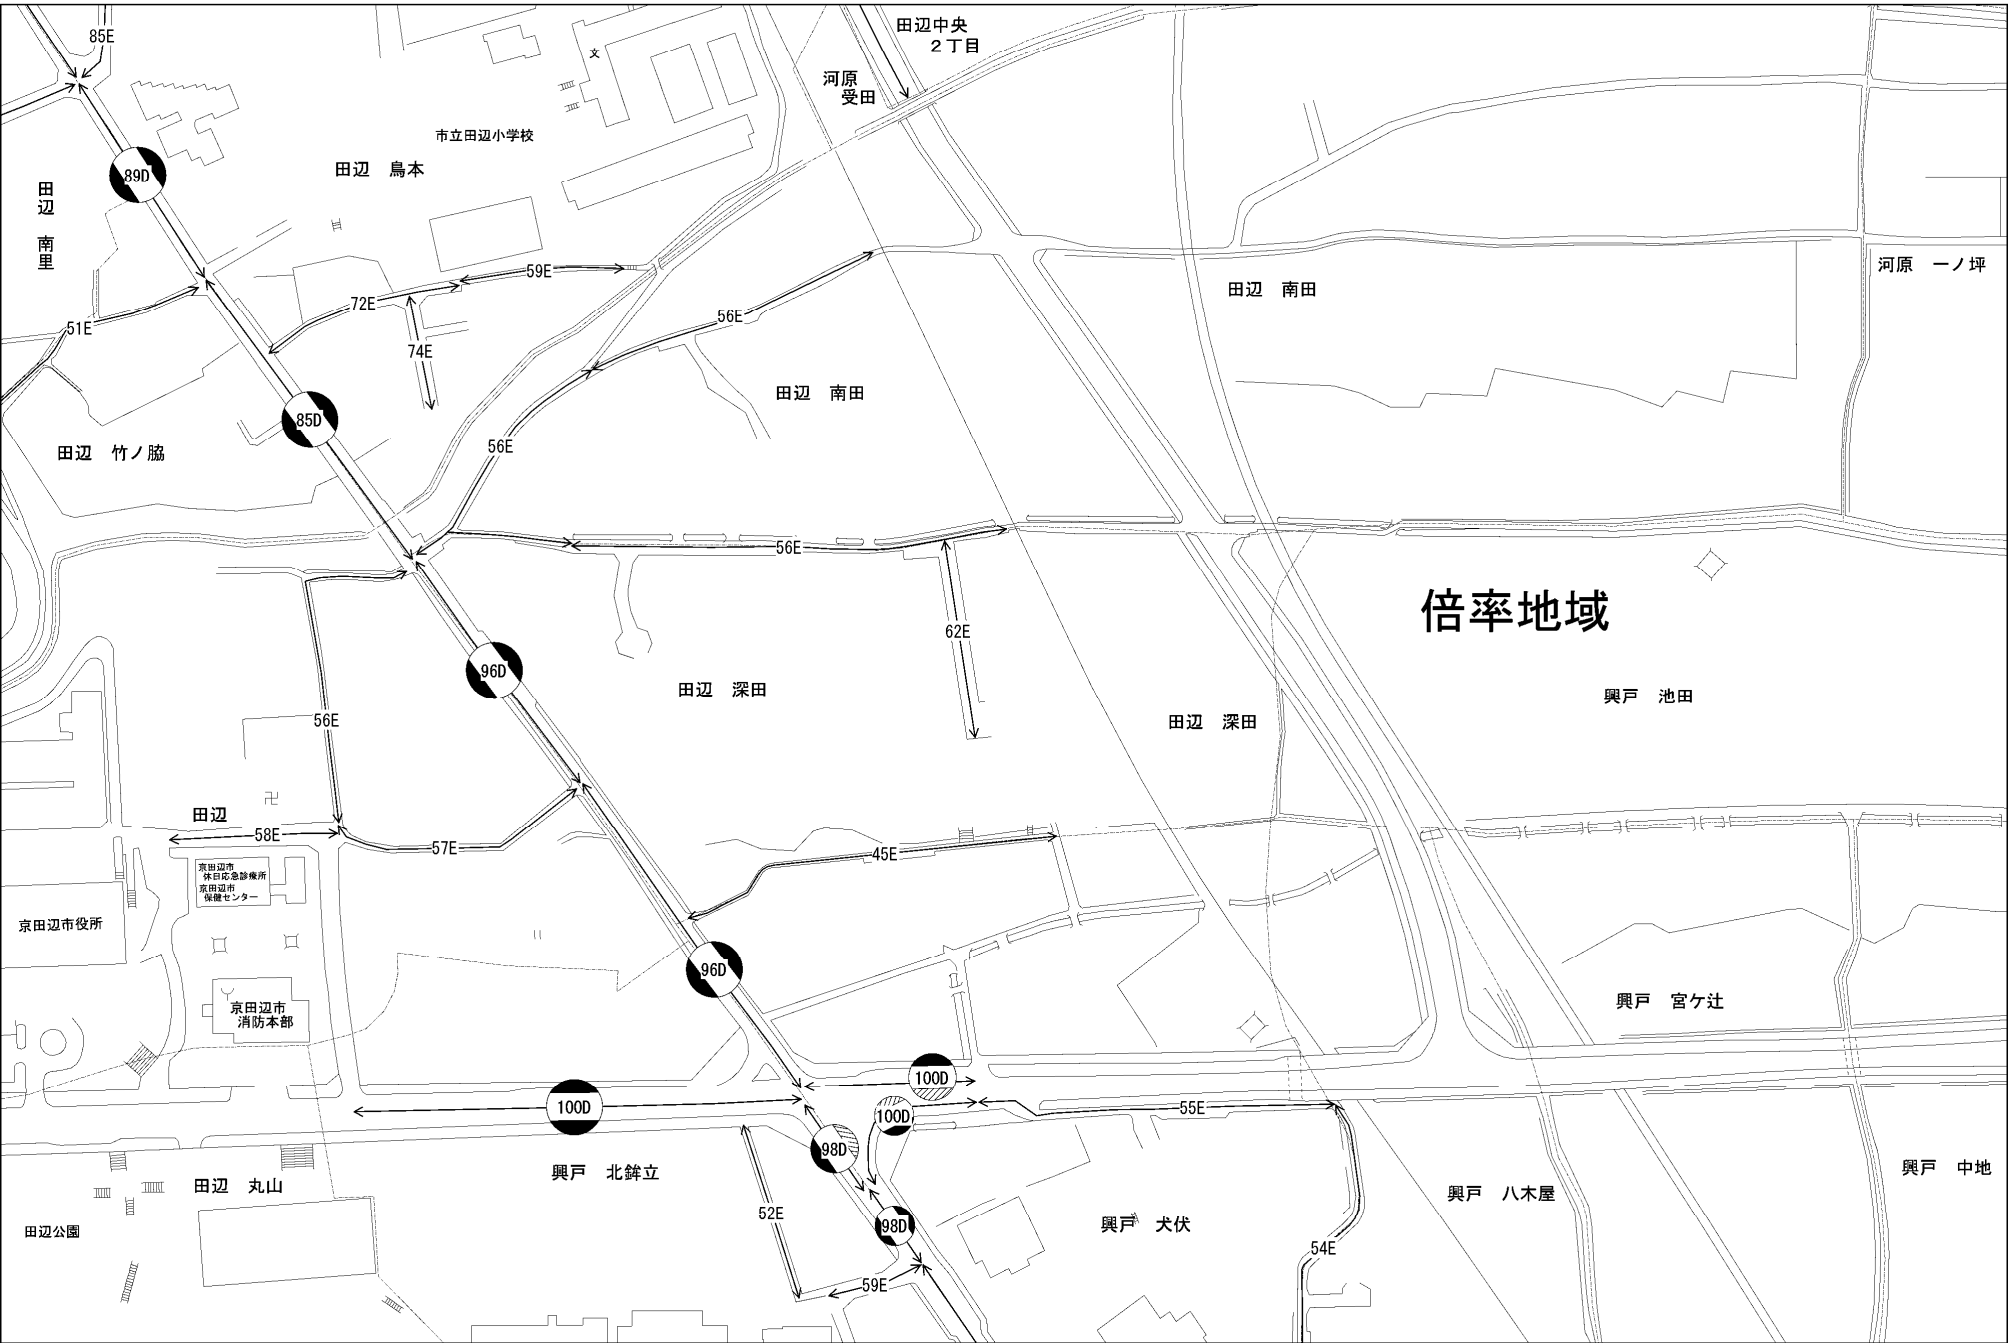 85E
田辺中央
２丁目
文
河原
受田
市立田辺小学校
89D
田辺　鳥本
田辺　南里
河原　一ノ坪
59E
田辺　南田
72E
56E
51E
74E
田辺　南田
85D
56E
田辺　竹ノ脇
56E
倍率地域
62E
96D
田辺　深田
興戸　池田
56E
田辺　深田
卍
田辺
58E
57E
45E
京田辺市
休日応急診療所
京田辺市
保健センター
京田辺市役所
96D
京田辺市
消防本部
興戸　宮ケ辻
100D
100D
100D
55E
98D
興戸　北鉾立
興戸　中地
田辺　丸山
興戸　八木屋
52E
98D
興戸　犬伏
田辺公園
54E
59E